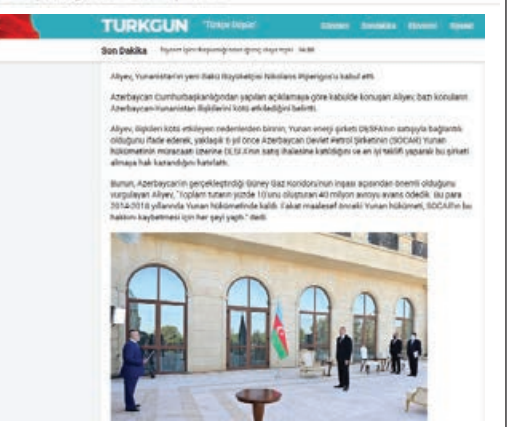 TURKGUN "Türkiye Düşün"
Son Dakika
Aliyev, Yunanistan'ın yeni Bakü Büyükelçisi Nikolaos Piperigos'u kabul etti.
Azerbaycan Cumhurbaşkanlığından yapılan açıklamaya göre kabulde konuşan Aliyev, bazı konuların
Azerbaycan-Yunanistan ilişkilerini kötü etkilediğini belirtti.
Aliyev, ilişkileri kötü etkileyen nedenlerden birinin, Yunan enerji şirketi DESFA'nın satışıyla bağlantılı
olduğunu ifade ederek, yaklaşık 6 yıl önce Azerbaycan Devlet Petrol Şirketinin (SOCAR) Yunan
hükümetinin müracaatı üzerine DESFA'nın satış ihalesine katıldığını ve en iyi teklifi yaparak bu şirketi
almaya hak kazandığını hatırlattı.
Bunun, Azerbaycan'ın gerçekleştirdiği Güney Gaz Koridoru'nun inşası açısından önemli olduğunu
vurgulayan Aliyev, "Toplam tutarın yüzde 10'unu oluşturan 40 milyon avroyu avans ödedik. Bu para
2014-2018 yıllarında Yunan hükümetinde kaldı. Fakat maalesef önceki Yunan hükümeti, SOCAR'ın bu
hakkını kaybetmesi için her şeyi yaptı." dedi.